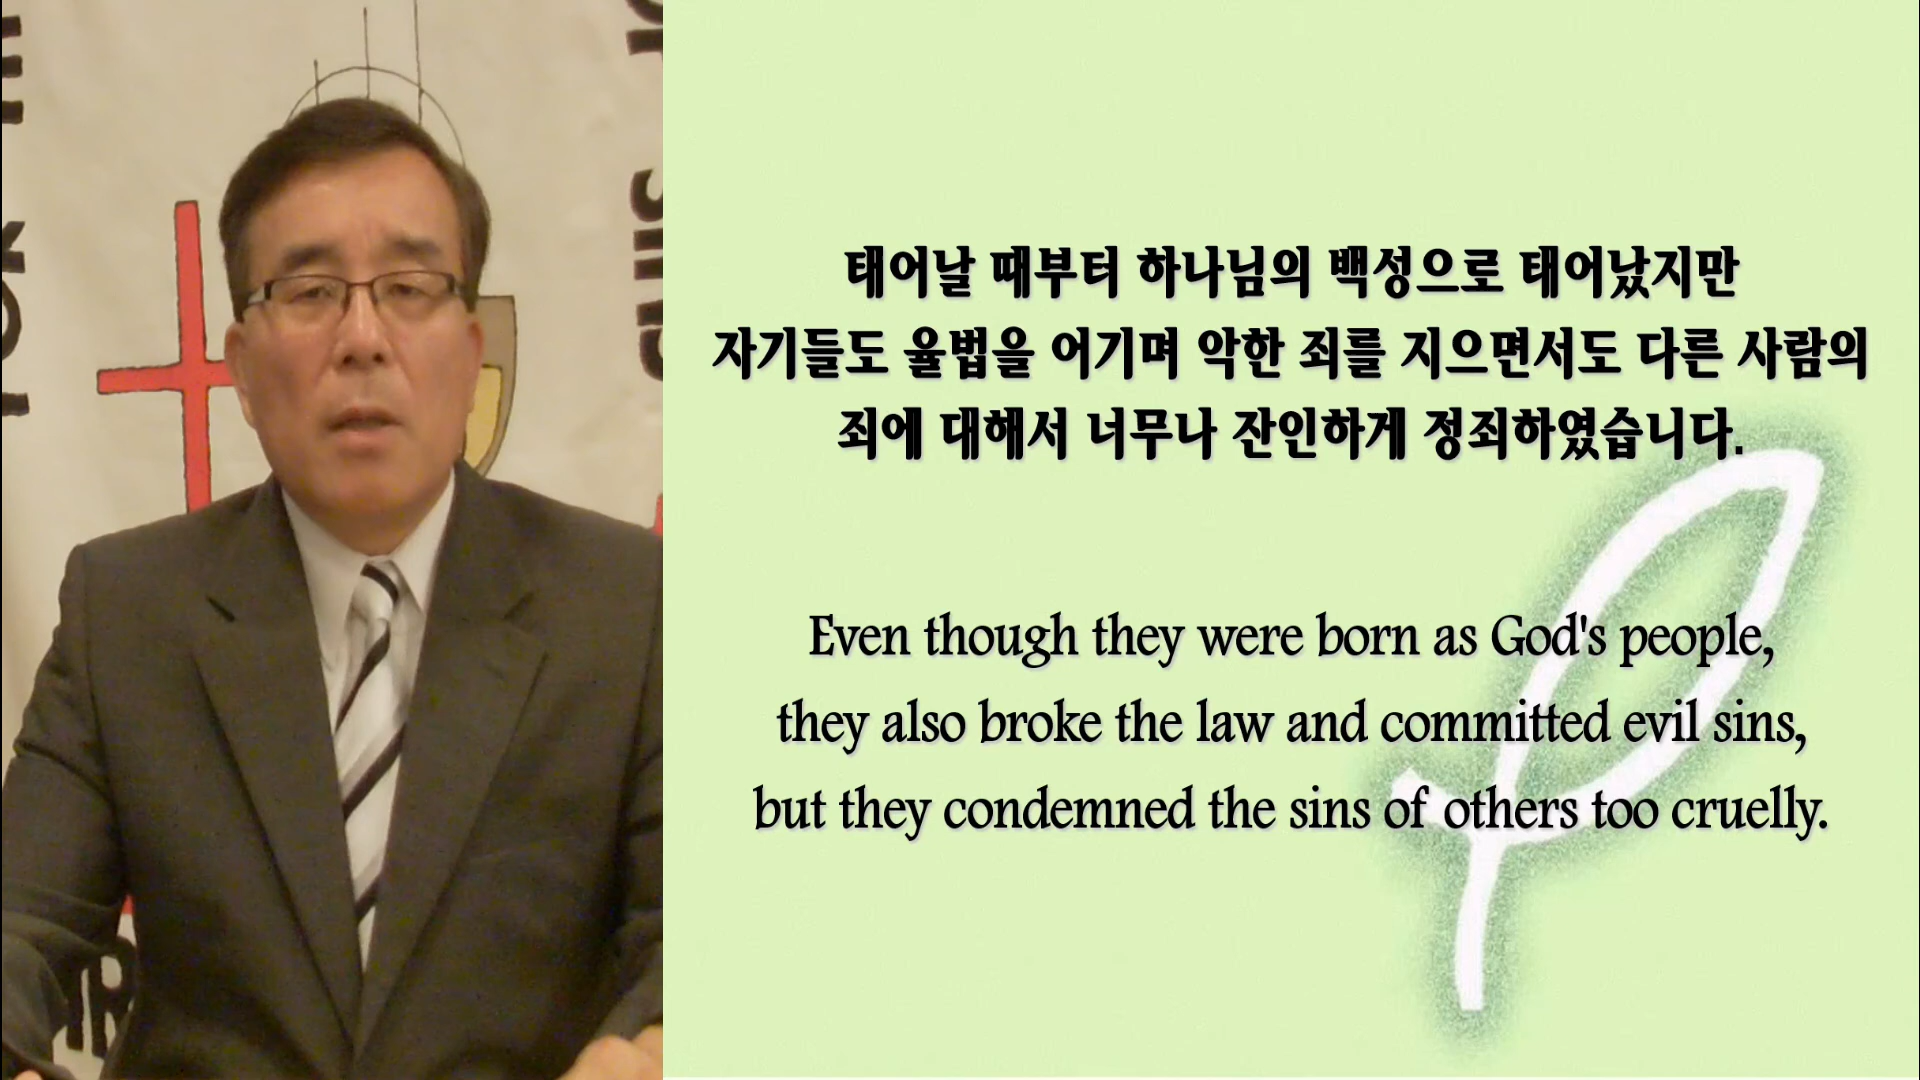 태어날 때부터 하나님의 백성으로 태어났지만
자기들도 율법을 어기며 악한 죄를 지으면서도 다른 사람의
죄에 대해서 너무나 잔인하게 정죄하였습니다.
Even though they were born as God's people,
they also broke the law and committed evil sins,
but they condemned the sins of others too cruelly.